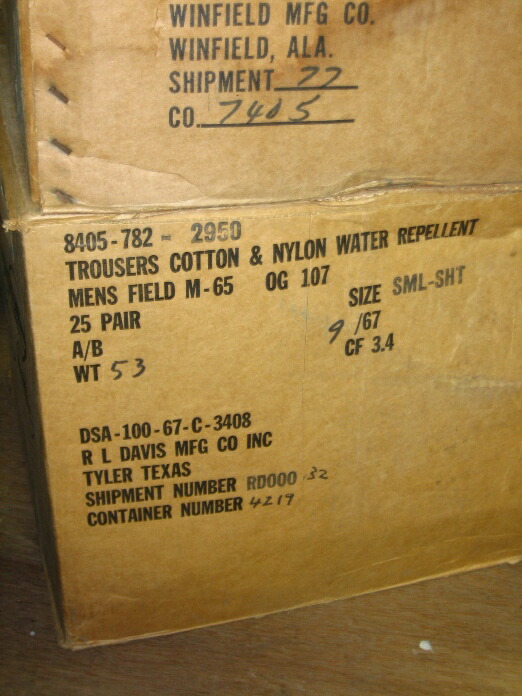 WINFIELD MFG CO.
WINFIELD, ALA.
SHIPMENT 77
CO. 7405
8405-782-2950
TROUSERS COTTON & NYLON WATER REPELLENT
MENS FIELD M-65 OG 107
25 PAIR SIZE SML-SHT
A/B 9/67
WT 53 CF 3.4
DSA-100-67-C-3408
R L DAVIS MFG CO INC
TYLER TEXAS
SHIPMENT NUMBER RD000 32
CONTAINER NUMBER 4219